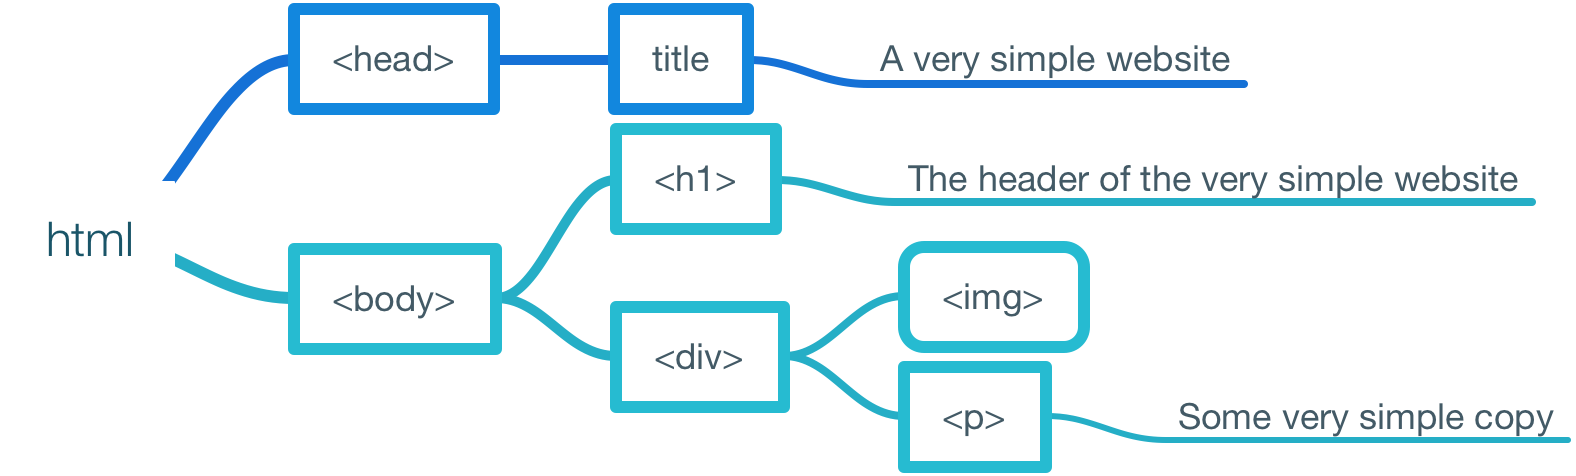 <head>
title
A very simple website
<h1>
The header of the very simple website
html
<body>
<img>
<div>
<p>
Some very simple copy